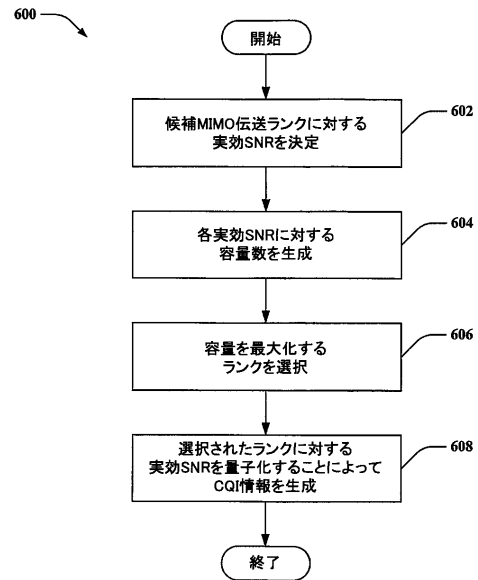 600
開始
候補MIMO伝送ランクに対する
実効SNRを決定
602
各実効SNRに対する
容量数を生成
604
容量を最大化する
ランクを選択
606
選択されたランクに対する
実効SNRを量子化することによって
CQI情報を生成
608
終了